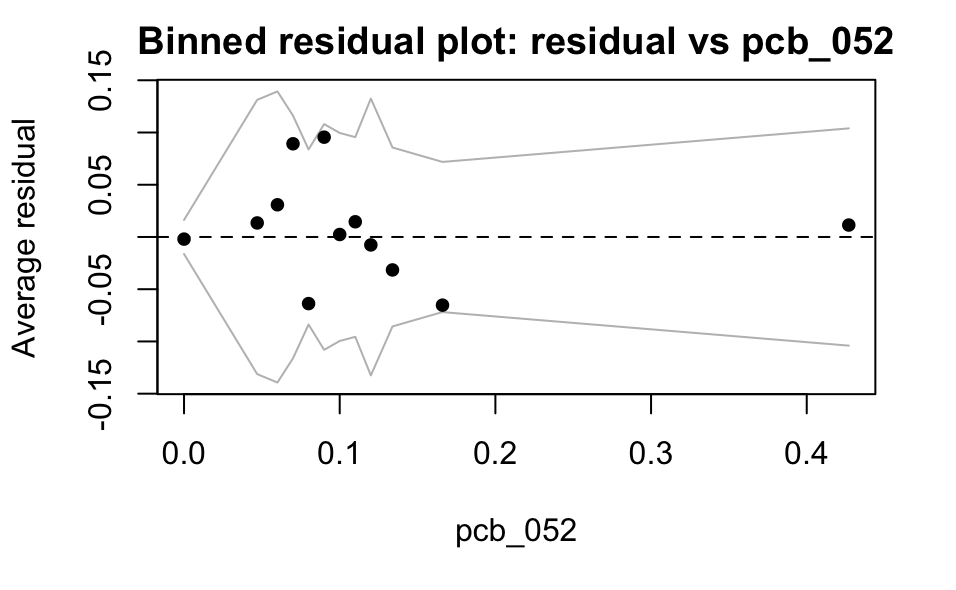 Binned residual plot: residual vs pcb_052
Average residual
0.15
0.05
-0.05
-0.15
0.0 0.1 0.2 0.3 0.4
pcb_052